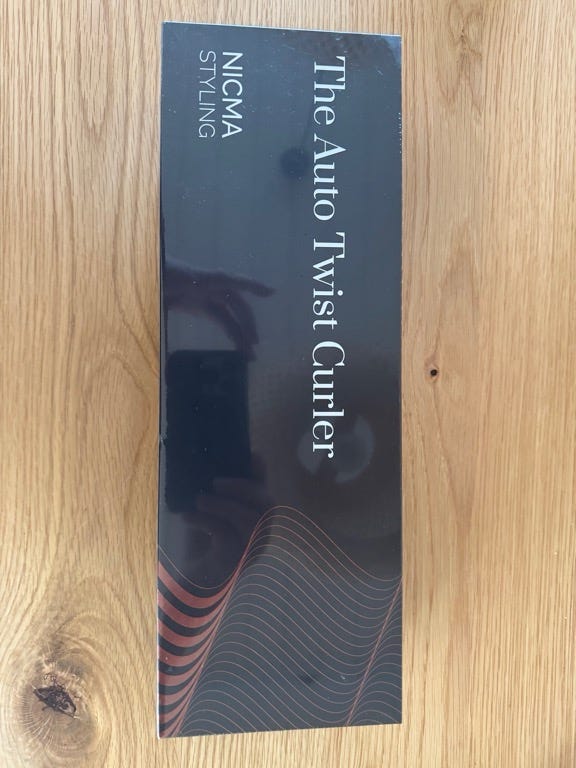 The Auto Twist Curler
NICMA
STYLING